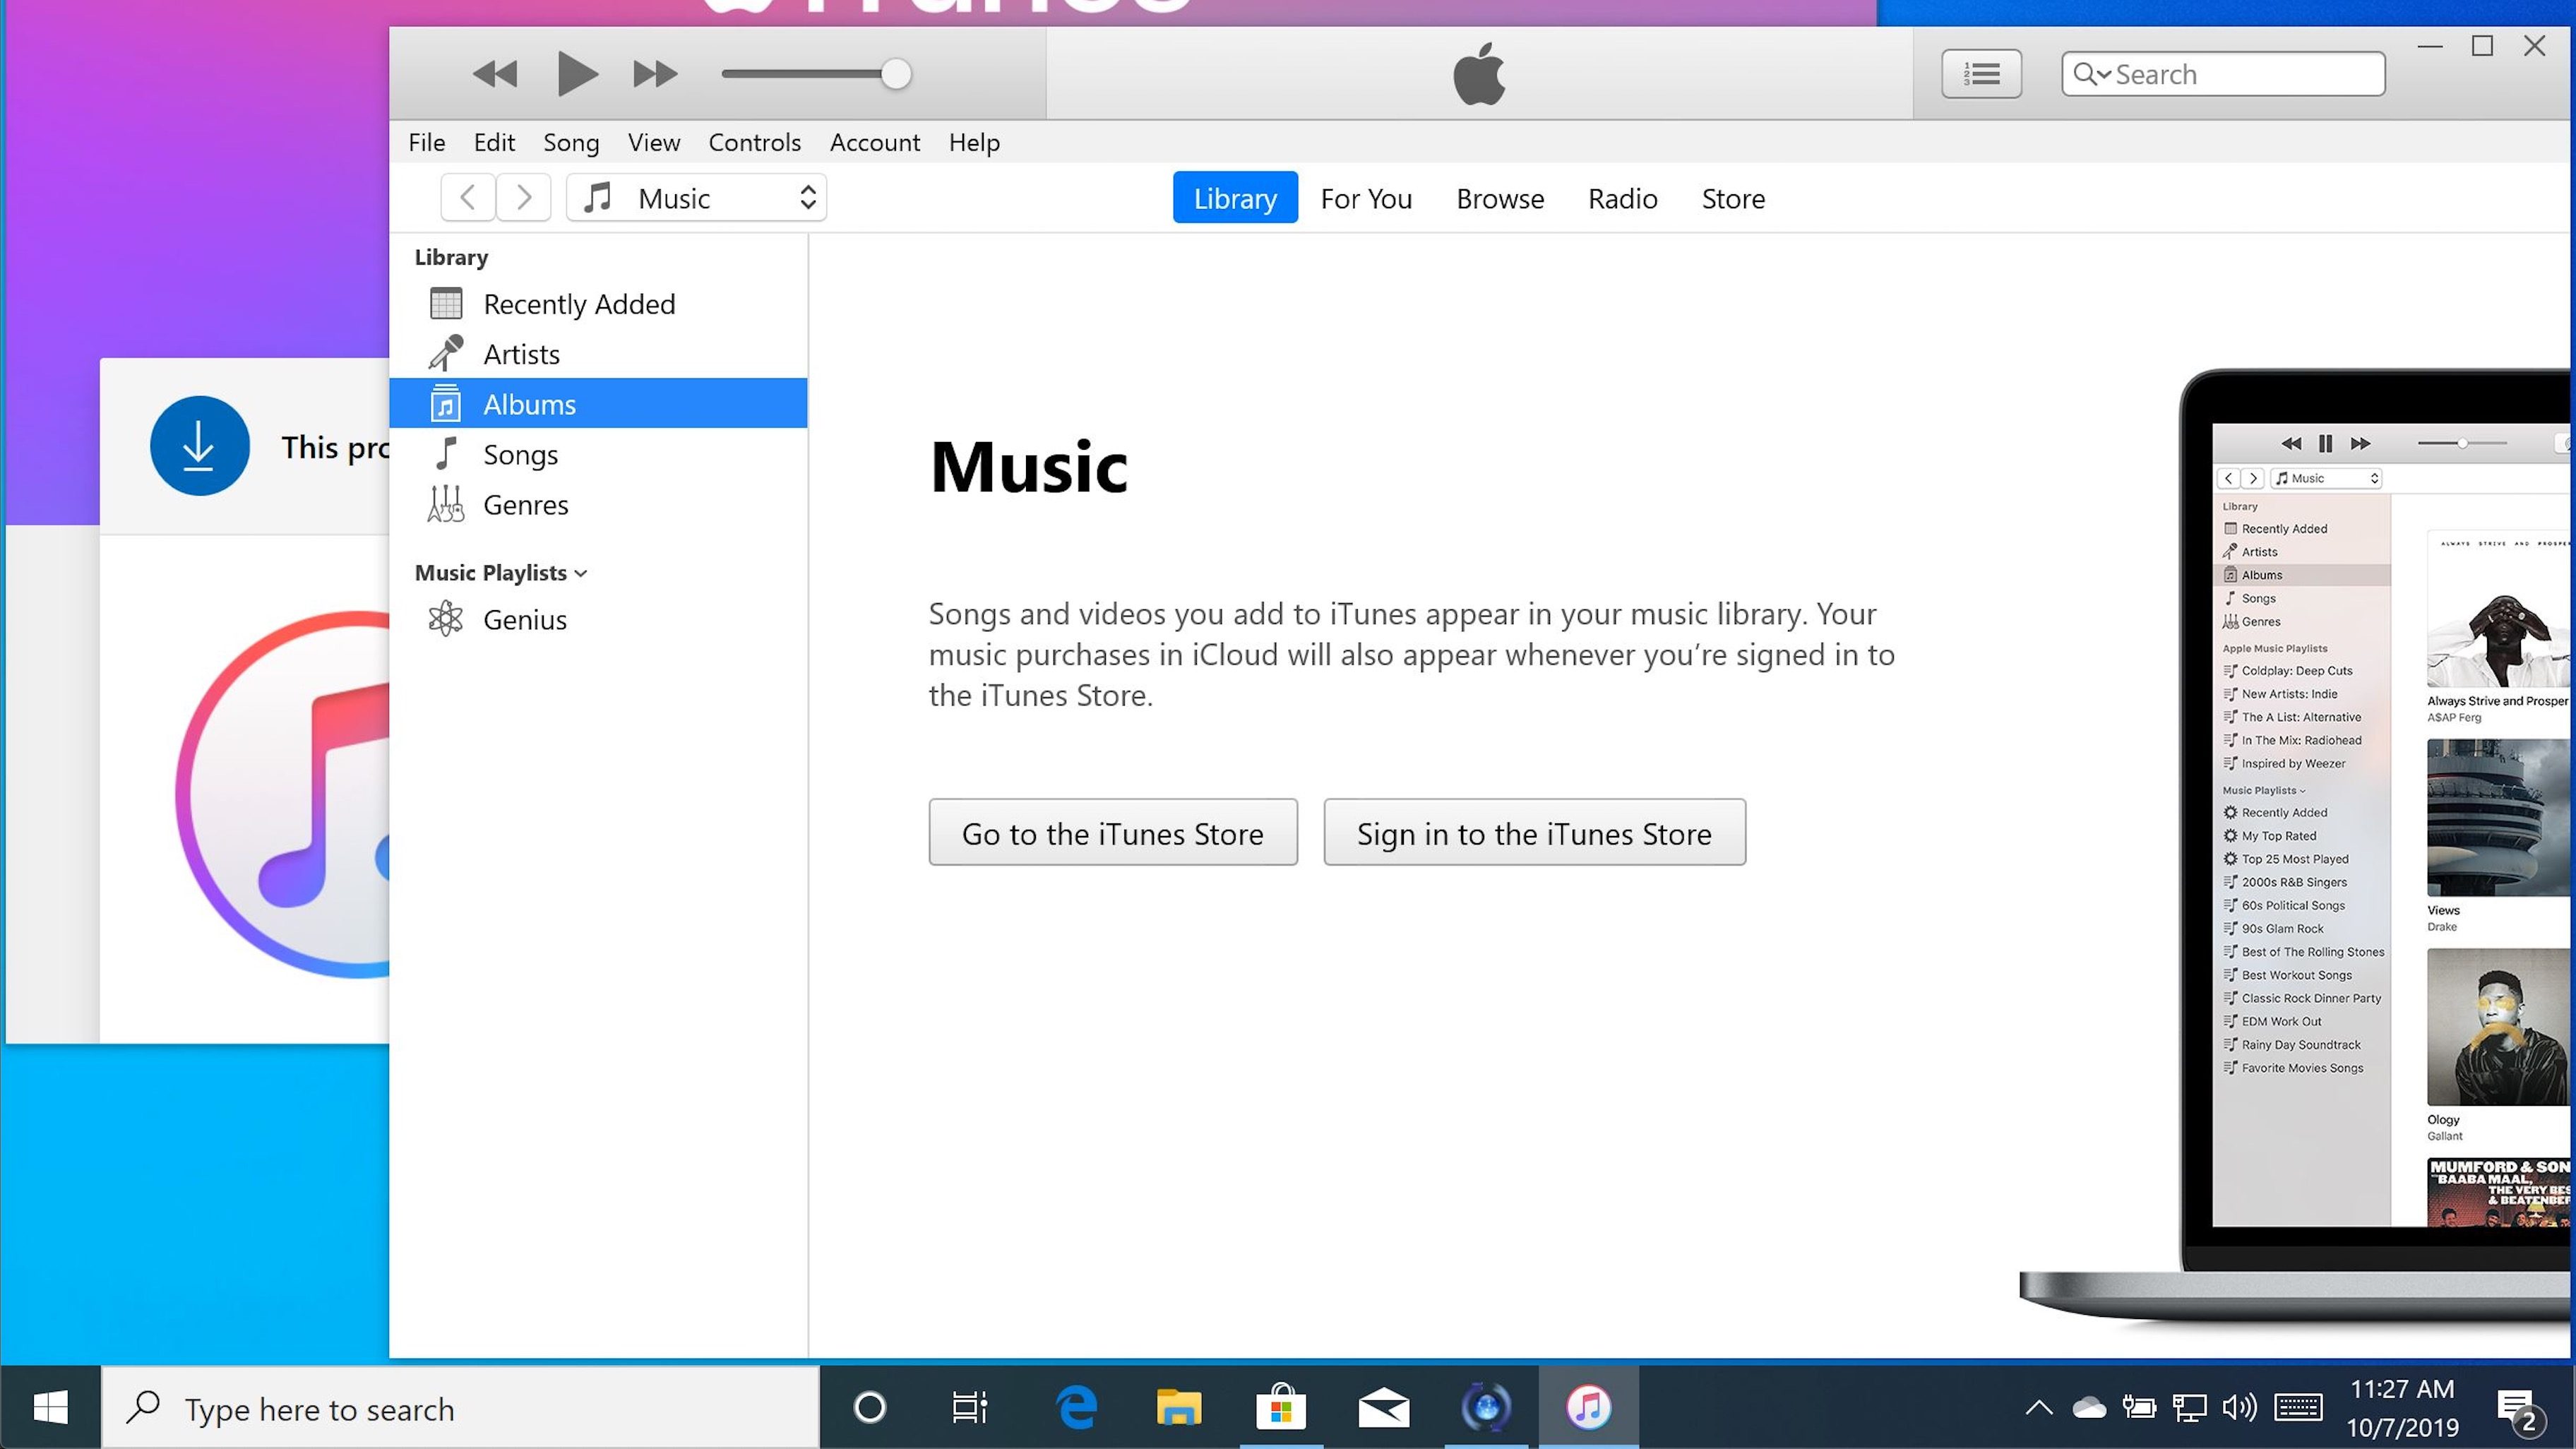 Search
File Edit Song View Controls Account Help
Music
Library For You Browse Radio Store
Library
Recently Added
Artists
Albums
Songs
Genres
Music Playlists
Genius
This pro
Music
Songs and videos you add to iTunes appear in your music library. Your
music purchases in iCloud will also appear whenever you’re signed in to
the iTunes Store.
Go to the iTunes Store Sign in to the iTunes Store
Music
Library
Recently Added
Artists
Albums
Songs
Genres
Apple Music Playlists
Coldplay: Deep Cuts
New Artists: Indie
The A List: Alternative
In The Mix: Radiohead
Inspired by Weezer
Music Playlists
Recently Added
My Top Rated
Top 25 Most Played
2000s R&B Singers
60s Political Songs
90s Glam Rock
Best of The Rolling Stones
Best Workout Songs
Classic Rock Dinner Party
EDM Work Out
Rainy Day Soundtrack
Favorite Movies Songs
ALWAYS STRIVE AND PROSPER
Always Strive and Prosper
A$AP Ferg
Views
Drake
Ology
Gallant
MUMFORD & SON
BAABA MAAL,
THE VERY BES
& BEATENBER
Type here to search
11:27 AM
10/7/2019
2